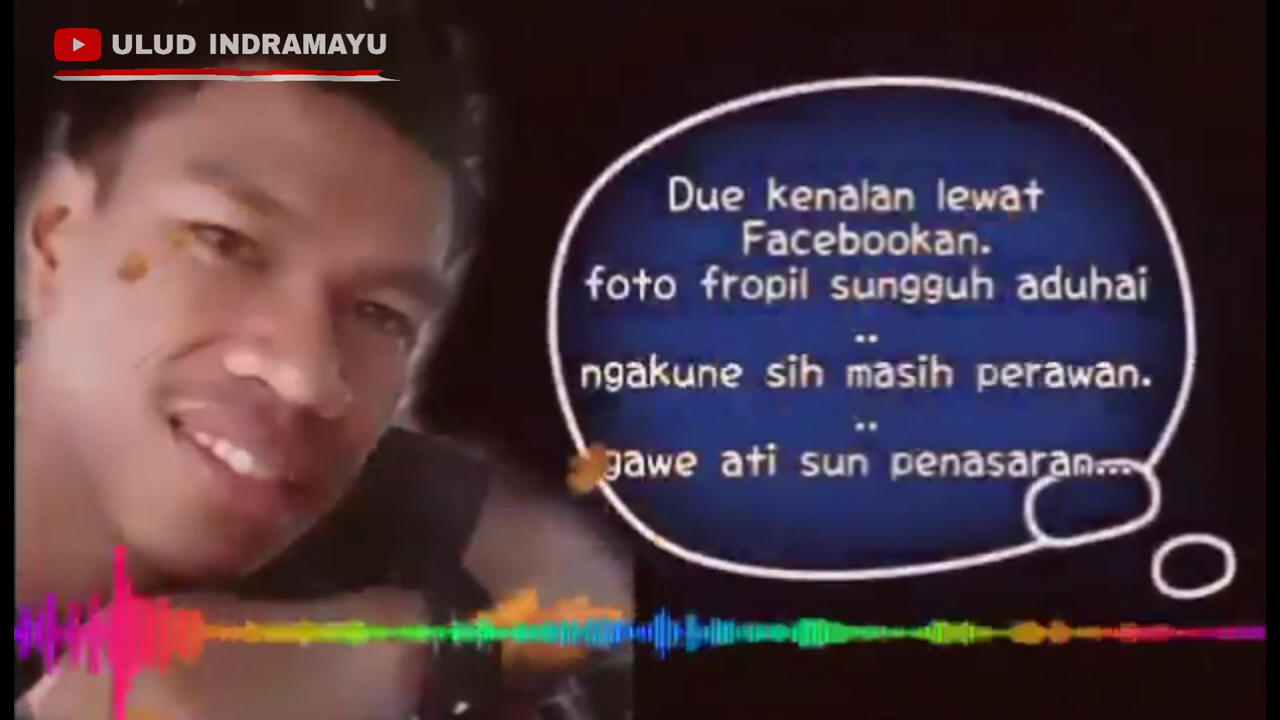 ULUD INDRAMAYU
Due kenalan lewat
Facebookan.
foto fropil sungguh aduhai
..
ngakune sih masih perawan.
..
gawe ati sun penasaran...